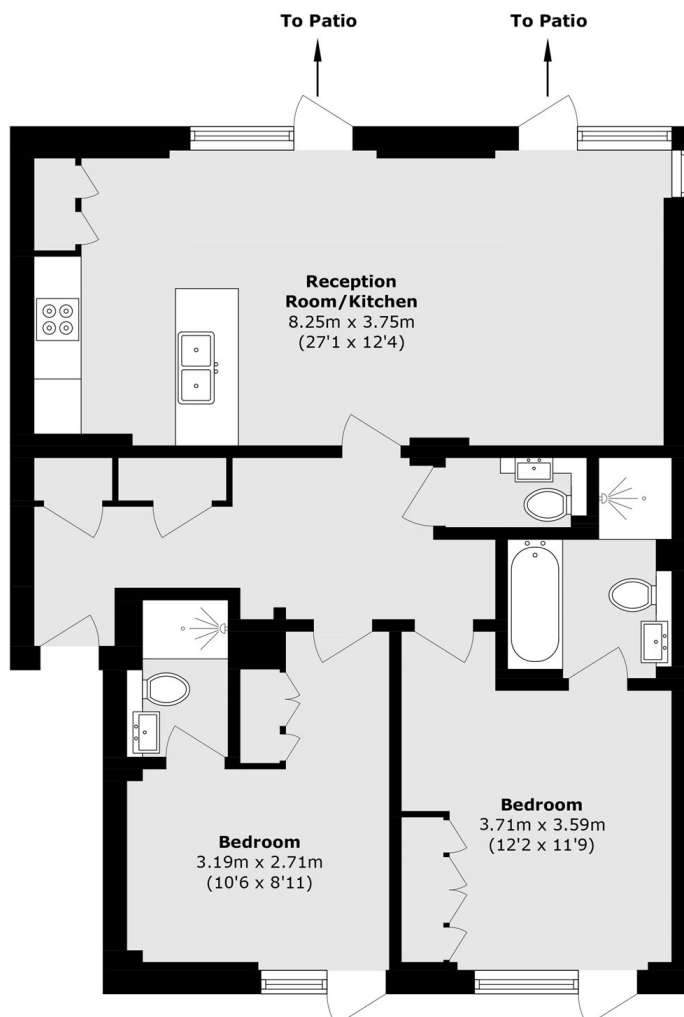 To Patio
To Patio
Reception
Room/Kitchen
8.25m x 3.75m
(27'1 x 12'4)
Bedroom
3.19m x 2.71m
(10'6 x 8'11)
Bedroom
3.71m x 3.59m
(12'2 x 11'9)